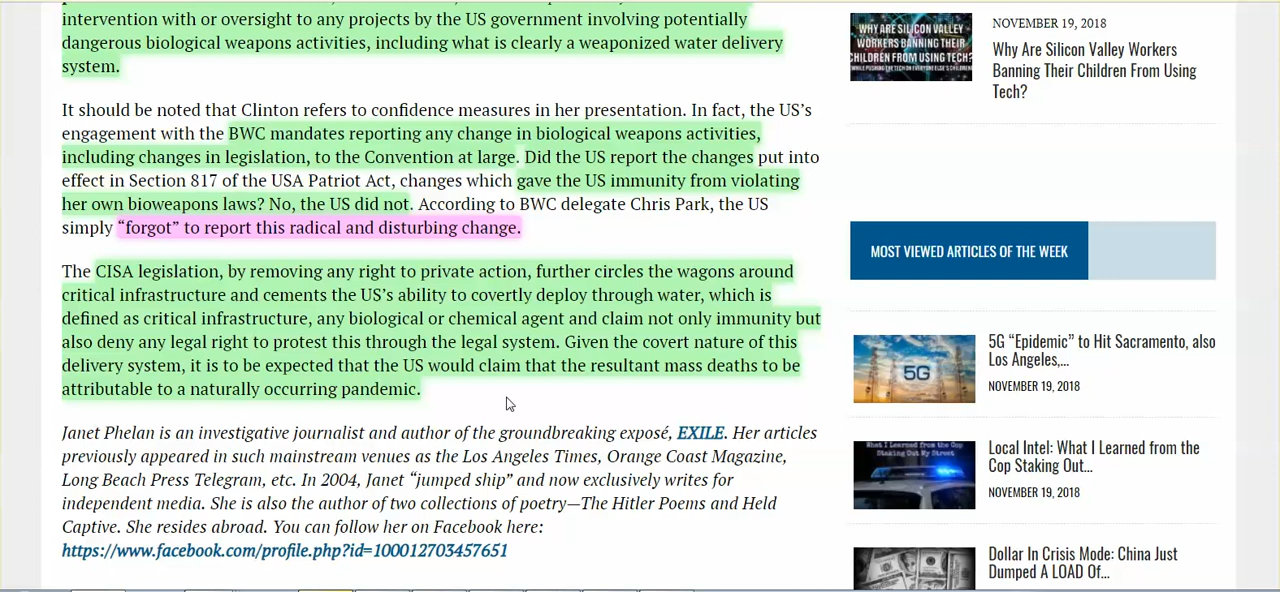 intervention with or oversight to any projects by the US government involving potentially
dangerous biological weapons activities, including what is clearly a weaponized water delivery
system.
It should be noted that Clinton refers to confidence measures in her presentation. In fact, the US’s
engagement with the BWC mandates reporting any change in biological weapons activities,
including changes in legislation, to the Convention at large. Did the US report the changes put into
effect in Section 817 of the USA Patriot Act, changes which gave the US immunity from violating
her own bioweapons laws? No, the US did not. According to BWC delegate Chris Park, the US
simply “forgot” to report this radical and disturbing change.
The CISA legislation, by removing any right to private action, further circles the wagons around
critical infrastructure and cements the US’s ability to covertly deploy through water, which is
defined as critical infrastructure, any biological or chemical agent and claim not only immunity but
also deny any legal right to protest this through the legal system. Given the covert nature of this
delivery system, it is to be expected that the US would claim that the resultant mass deaths to be
attributable to a naturally occurring pandemic.
Janet Phelan is an investigative journalist and author of the groundbreaking exposé, EXILE. Her articles
previously appeared in such mainstream venues as the Los Angeles Times, Orange Coast Magazine,
Long Beach Press Telegram, etc. In 2004, Janet “jumped ship” and now exclusively writes for
independent media. She is also the author of two collections of poetry—The Hitler Poems and Held
Captive. She resides abroad. You can follow her on Facebook here:
https://www.facebook.com/profile.php?id=100012703457651
WHY ARE SILICON VALLEY
WORKERS BANNING THEIR
CHILDREN FROM USING TECH?
WHILE PUSHING THE TECH ON EVERYONE ELSE'S CHILDREN
NOVEMBER 19, 2018
Why Are Silicon Valley Workers
Banning Their Children From Using
Tech?
MOST VIEWED ARTICLES OF THE WEEK
5G
5G “Epidemic” to Hit Sacramento, also
Los Angeles,...
NOVEMBER 19, 2018
What I Learned from the Cop
Staking Out My Street
Local Intel: What I Learned from the
Cop Staking Out...
NOVEMBER 19, 2018
Dollar In Crisis Mode: China Just
Dumped A LOAD Of...